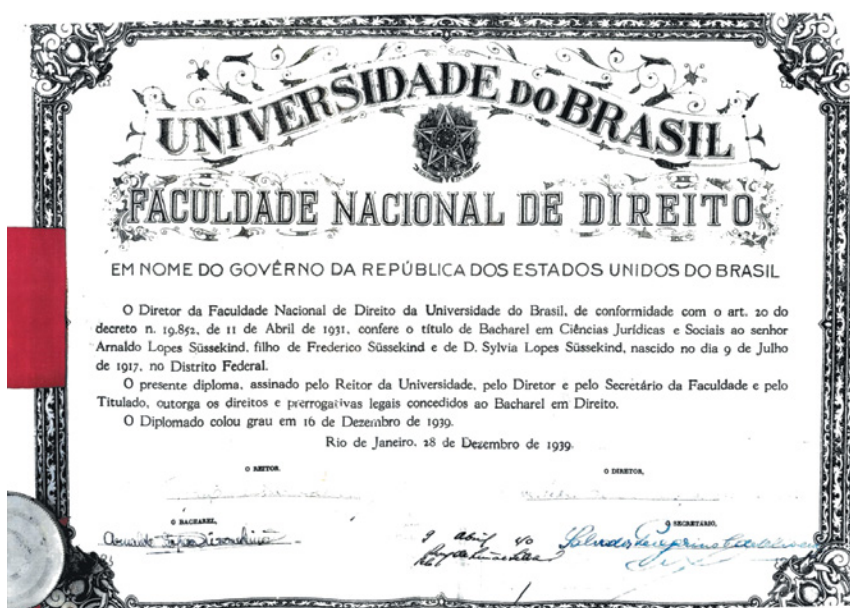 UNIVERSIDADE DO BRASIL
FACULDADE NACIONAL DE DIREITO
EM NOME DO GOVÊRNO DA REPÚBLICA DOS ESTADOS UNIDOS DO BRASIL
O Diretor da Faculdade Nacional de Direito da Universidade do Brasil, de conformidade com o art. 20 do
decreto n. 19.852, de 11 de Abril de 1931, confere o título de Bacharel em Ciências Jurídicas e Sociais ao senhor
Arnaldo Lopes Süssekind, filho de Frederico Süssekind e de D. Sylvia Lopes Süssekind, nascido no dia 9 de Julho
de 1917, no Distrito Federal.
O presente diploma, assinado pelo Reitor da Universidade, pelo Diretor e pelo Secretário da Faculdade e pelo
Titulado, outorga os direitos e prerrogativas legais concedidos ao Bacharel em Direito.
O Diplomado colou grau em 16 de Dezembro de 1939.
Rio de Janeiro, 28 de Dezembro de 1939.
O REITOR, O DIRETOR,
O BACHAREL, O SECRETÁRIO,
9 abril 40